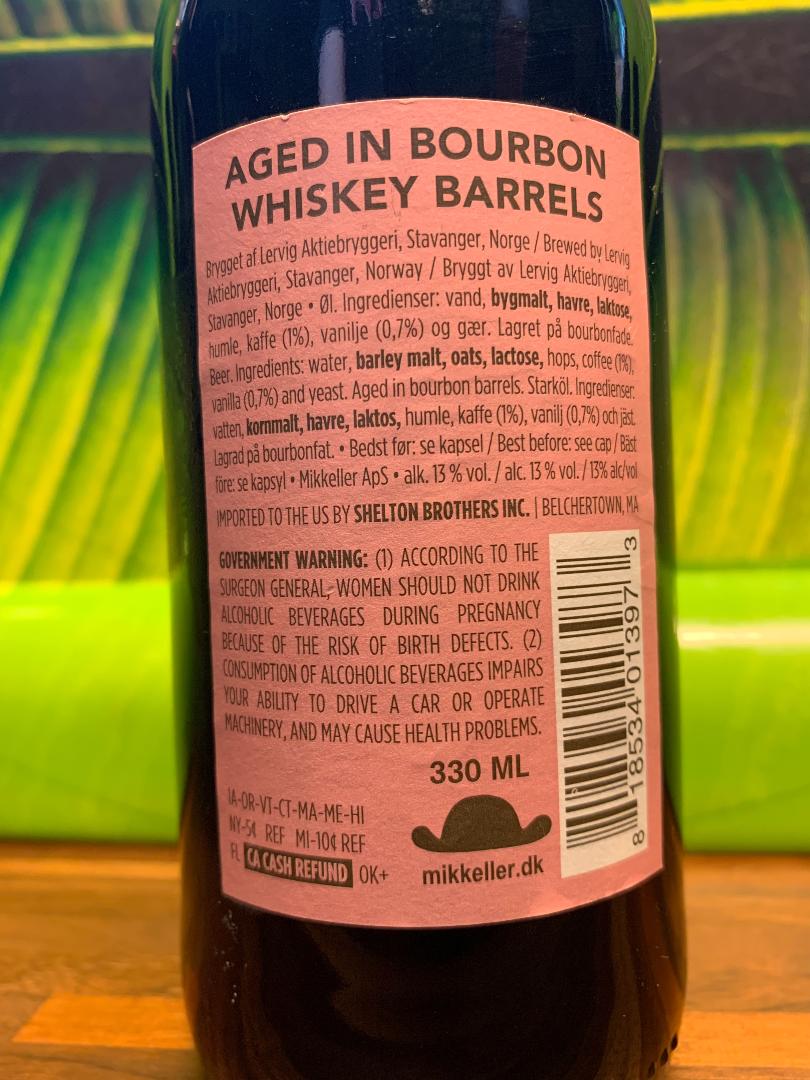 AGED IN BOURBON
WHISKEY BARRELS
Brygget af Lervig Aktiebryggeri, Stavanger, Norge / Brewed by Lervig
Aktiebryggeri, Stavanger, Norway / Bryggt av Lervig Aktiebryggeri,
Stavanger, Norge • Øl. Ingredienser: vand, bygmalt, havre, laktose,
humle, kaffe (1%), vanilje (0,7%) og gær. Lagret på bourbonfade.
Beer. Ingredients: water, barley malt, oats, lactose, hops, coffee (1%),
vanilla (0,7%) and yeast. Aged in bourbon barrels. Starköl. Ingredienser:
vatten, kornmalt, havre, laktos, humle, kaffe (1%), vanilj (0,7%) och jäst.
Lagrad på bourbonfat. • Bedst før: se kapsel / Best before: see cap / Bäst
före: se kapsyl • Mikkeller ApS • alk. 13 % vol. / alc. 13 % vol. / 13% alc/vol
IMPORTED TO THE US BY SHELTON BROTHERS INC. | BELCHERTOWN, MA
GOVERNMENT WARNING: (1) ACCORDING TO THE
SURGEON GENERAL, WOMEN SHOULD NOT DRINK
ALCOHOLIC BEVERAGES DURING PREGNANCY
BECAUSE OF THE RISK OF BIRTH DEFECTS. (2)
CONSUMPTION OF ALCOHOLIC BEVERAGES IMPAIRS
YOUR ABILITY TO DRIVE A CAR OR OPERATE
MACHINERY, AND MAY CAUSE HEALTH PROBLEMS.
330 ML
IA-OR-VT-CT-MA-ME-HI
NY-5¢ REF MI-10¢ REF
FL CA CASH REFUND OK+
mikkeller.dk
8 18534 01397 3